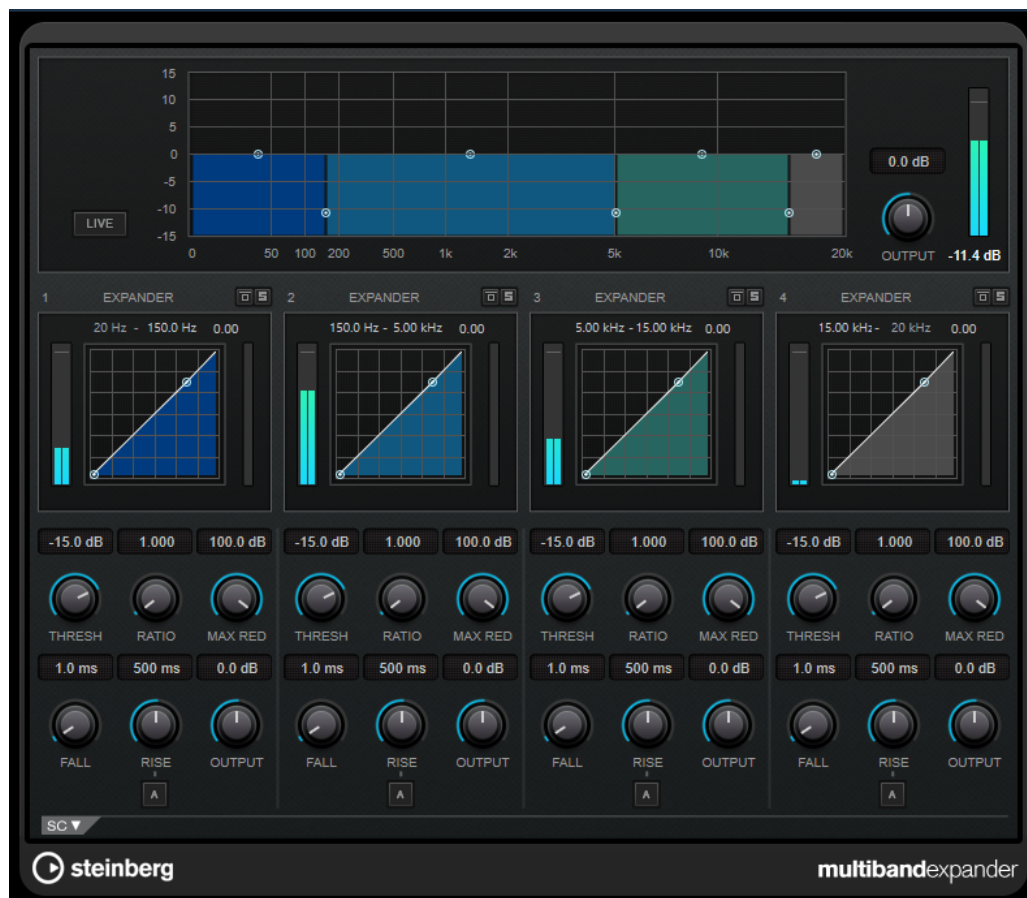 15
10
5
0
-5
-10
-15
LIVE
0 50 100 200 500 1k 2k 5k 10k 20k
0.0 dB
OUTPUT -11.4 dB
1 EXPANDER S 2 EXPANDER S 3 EXPANDER S 4 EXPANDER S
20 Hz - 150.0 Hz 0.00 150.0 Hz - 5.00 kHz 0.00 5.00 kHz - 15.00 kHz 0.00 15.00 kHz - 20 kHz 0.00
-15.0 dB 1.000 100.0 dB -15.0 dB 1.000 100.0 dB -15.0 dB 1.000 100.0 dB -15.0 dB 1.000 100.0 dB
THRESH RATIO MAX RED THRESH RATIO MAX RED THRESH RATIO MAX RED THRESH RATIO MAX RED
1.0 ms 500 ms 0.0 dB 1.0 ms 500 ms 0.0 dB 1.0 ms 500 ms 0.0 dB 1.0 ms 500 ms 0.0 dB
FALL RISE OUTPUT FALL RISE OUTPUT FALL RISE OUTPUT FALL RISE OUTPUT
A A A A
SC ▼
steinberg multibandexpander